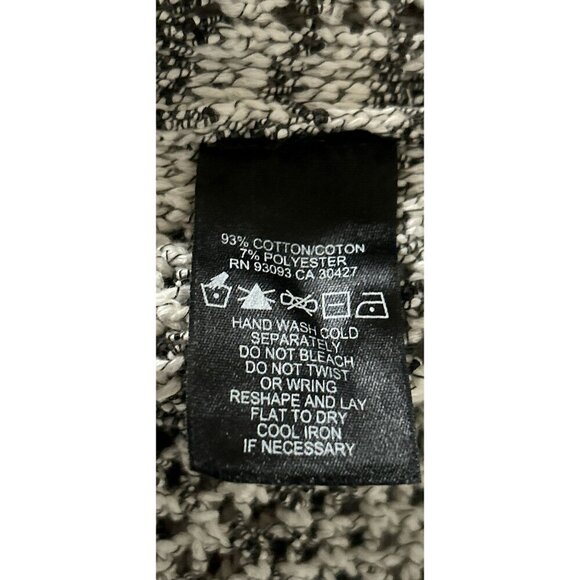 93% COTTON/COTON
7% POLYESTER
RN 93093 CA 30427
HAND WASH COLD
SEPARATELY
DO NOT BLEACH
DO NOT TWIST
OR WRING
RESHAPE AND LAY
FLAT TO DRY
COOL IRON
IF NECESSARY